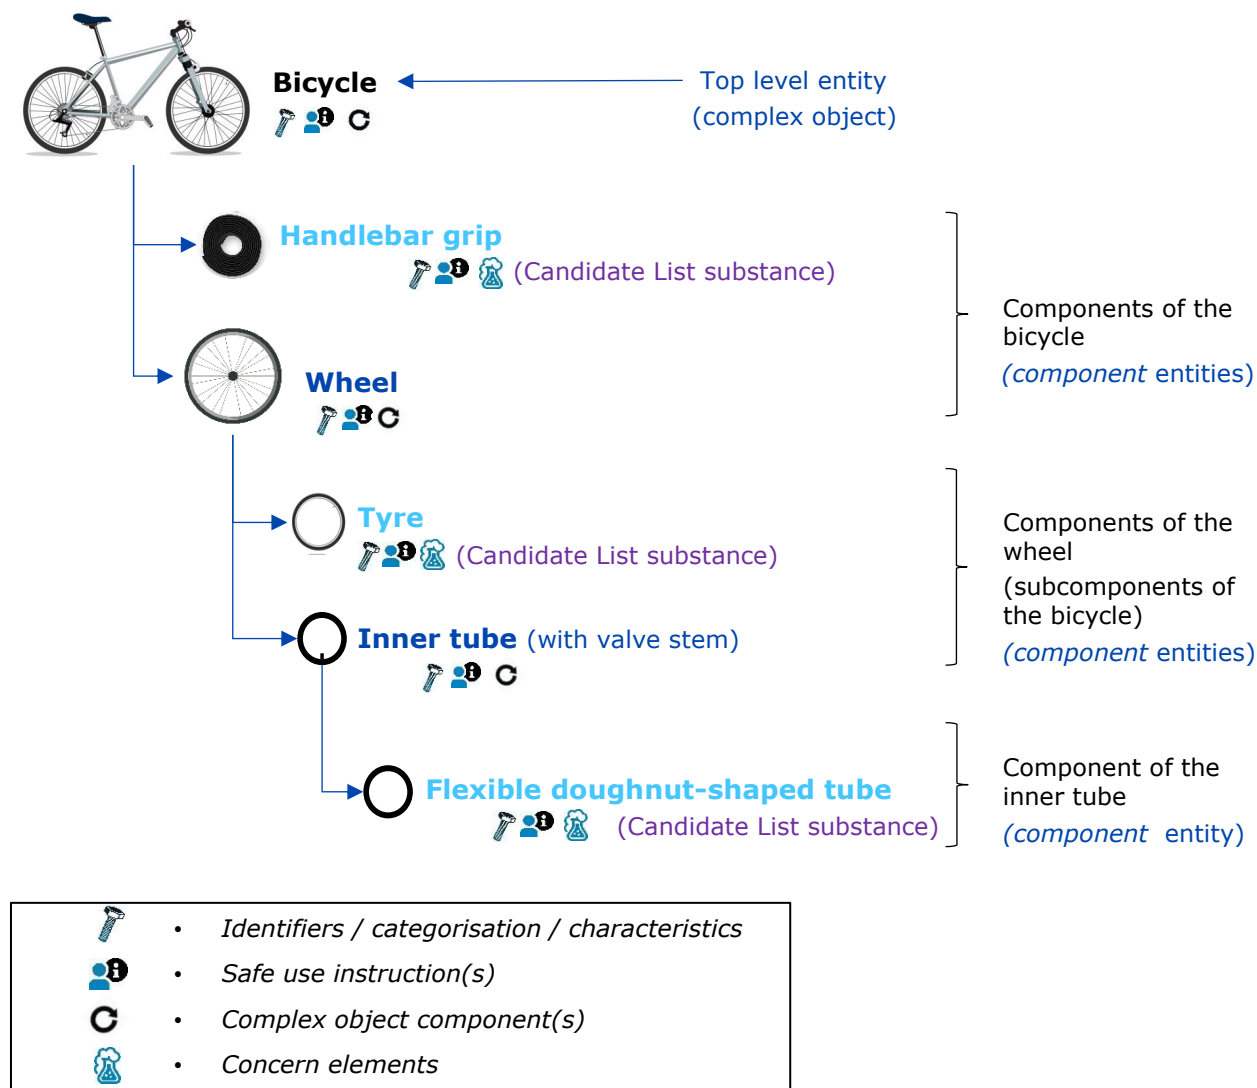 Bicycle
Top level entity
(complex object)
Handlebar grip
(Candidate List substance)
Components of the
bicycle
(component entities)
Wheel
Tyre
(Candidate List substance)
Components of the
wheel
(subcomponents of
the bicycle)
(component entities)
Inner tube (with valve stem)
Flexible doughnut-shaped tube
(Candidate List substance)
Component of the
inner tube
(component entity)
• Identifiers / categorisation / characteristics
• Safe use instruction(s)
• Complex object component(s)
• Concern elements